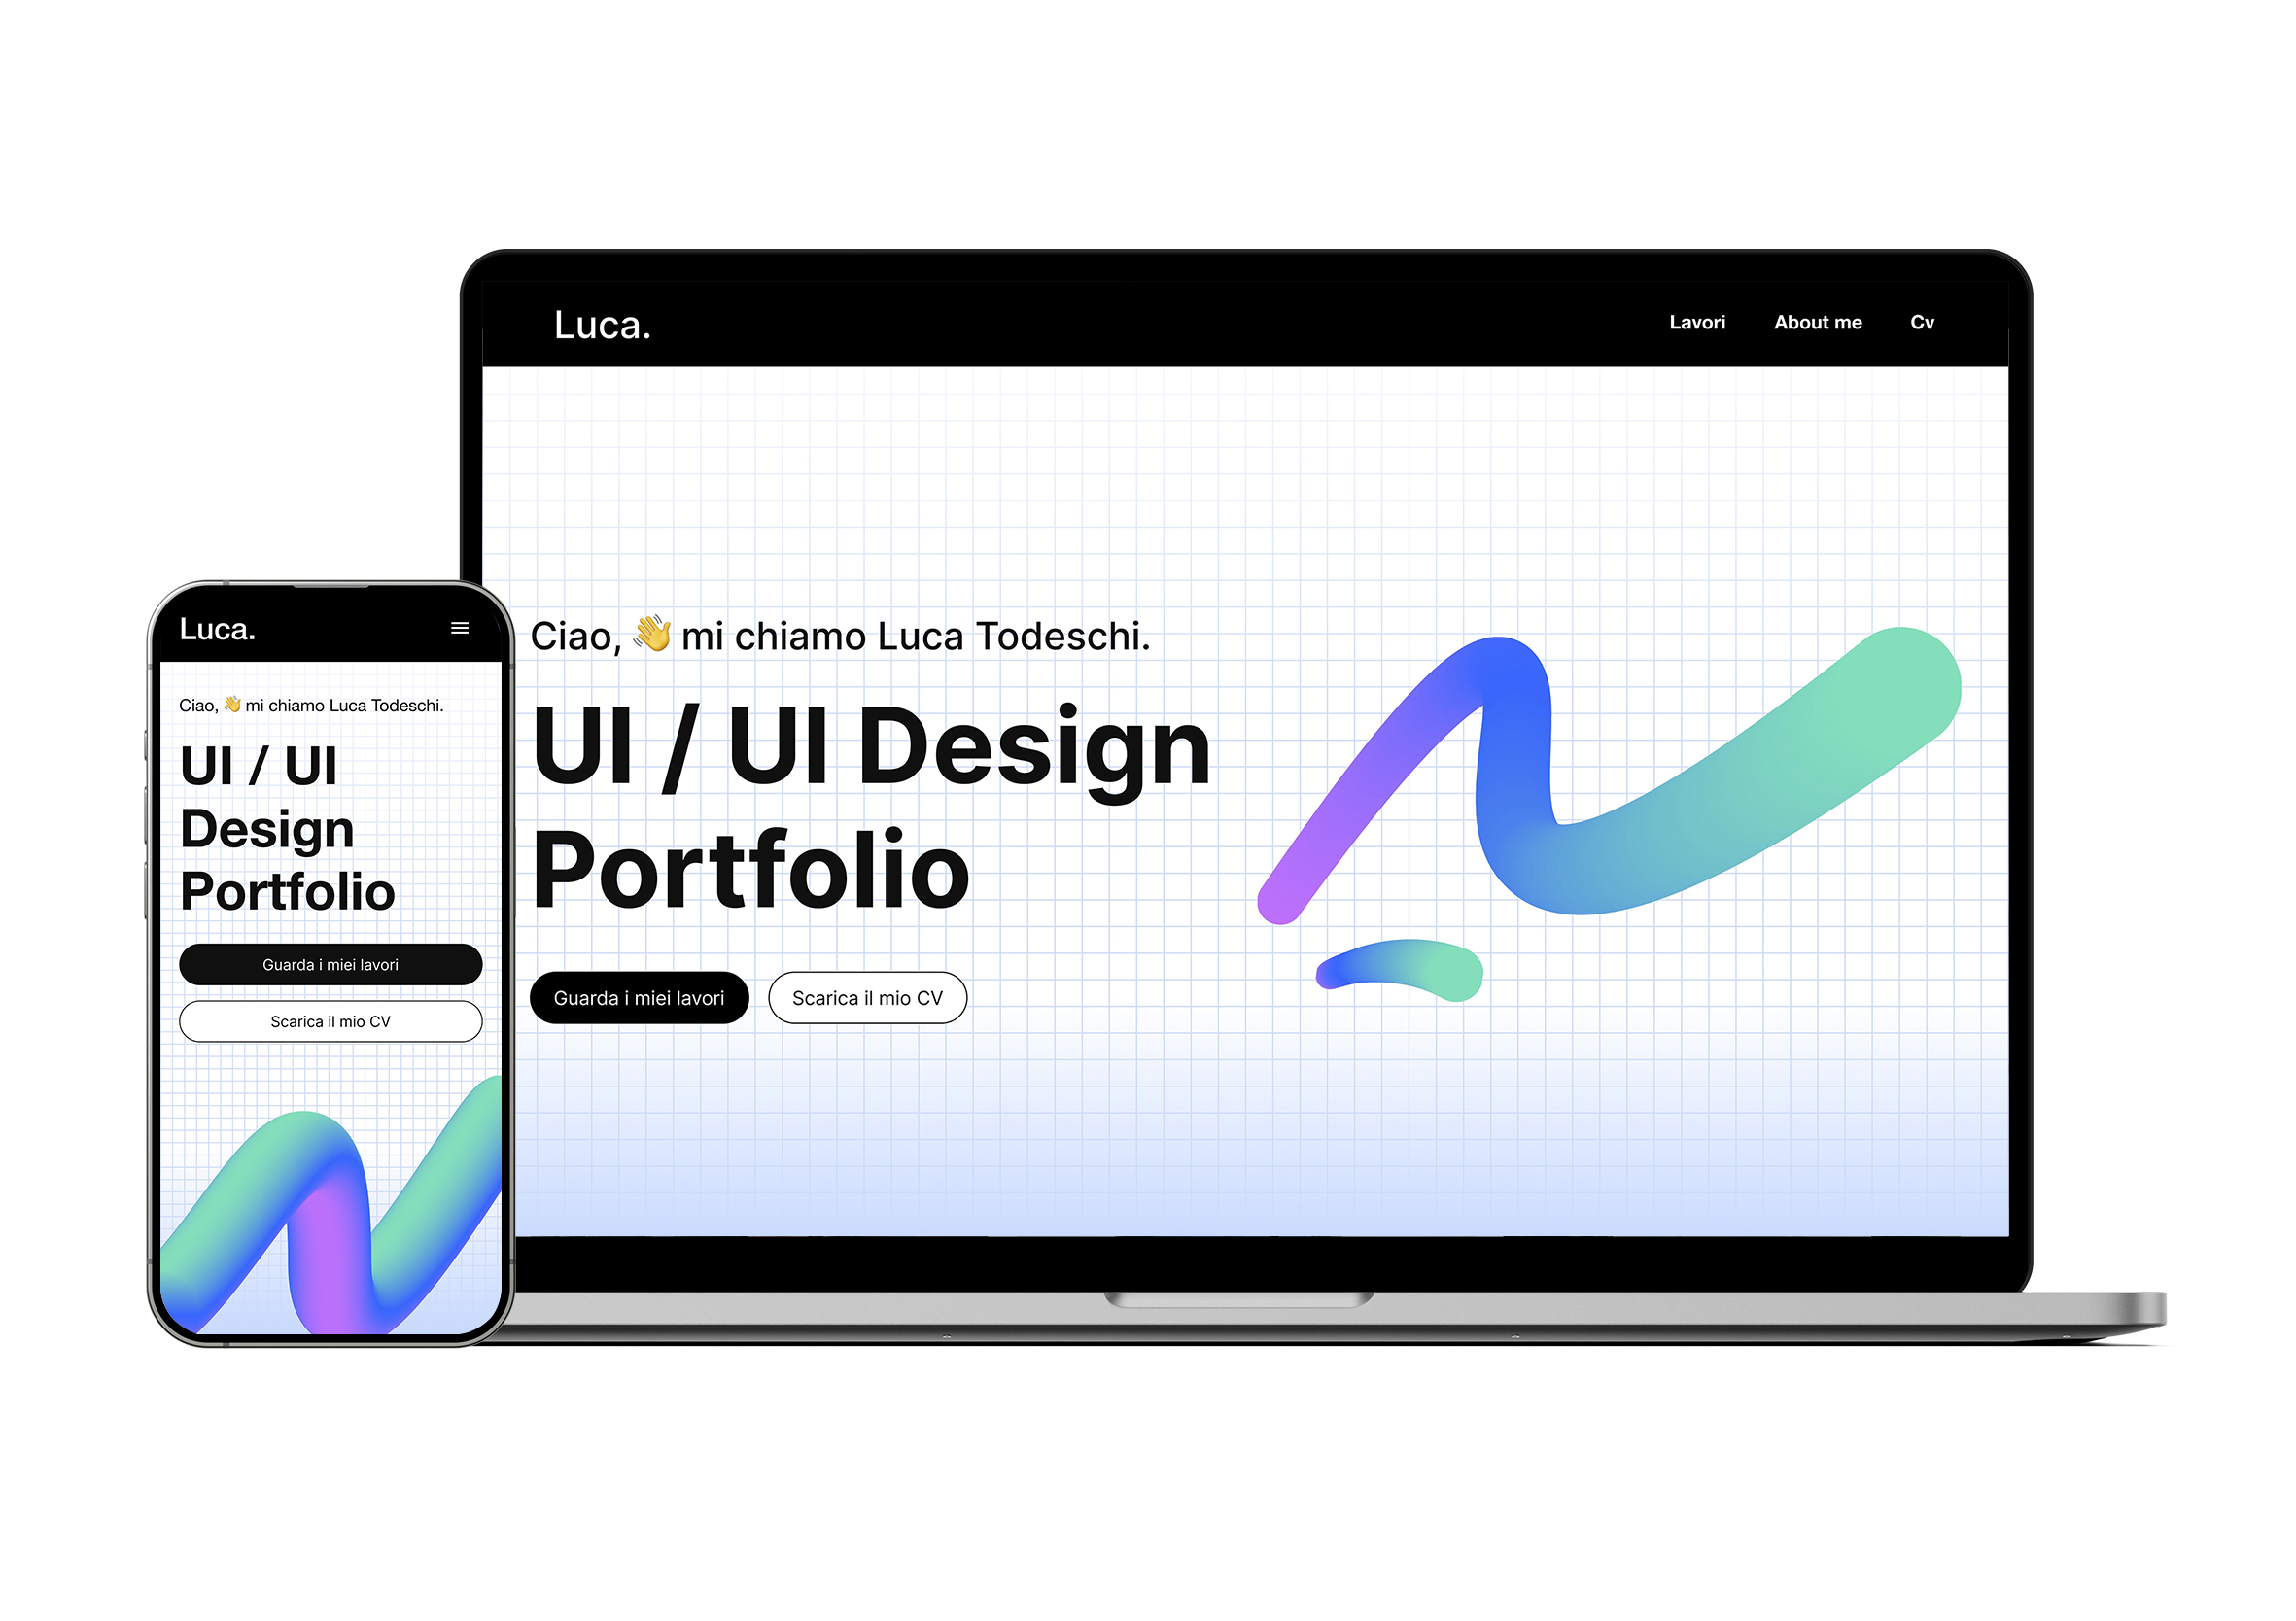 Luca.
Lavori About me Cv
Ciao, 👋 mi chiamo Luca Todeschi.
UI / UI Design
Portfolio
Guarda i miei lavori
Scarica il mio CV
Luca.
Ciao, 👋 mi chiamo Luca Todeschi.
UI / UI
Design
Portfolio
Guarda i miei lavori
Scarica il mio CV